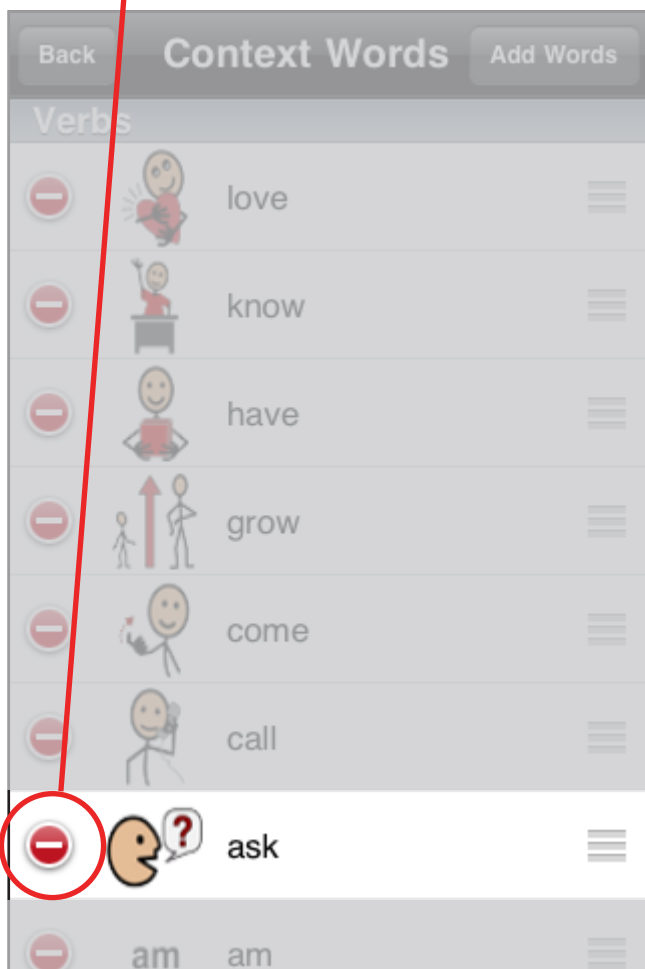 Back Context Words Add Words
Verbs
love
know
have
grow
come
call
? ask
am am